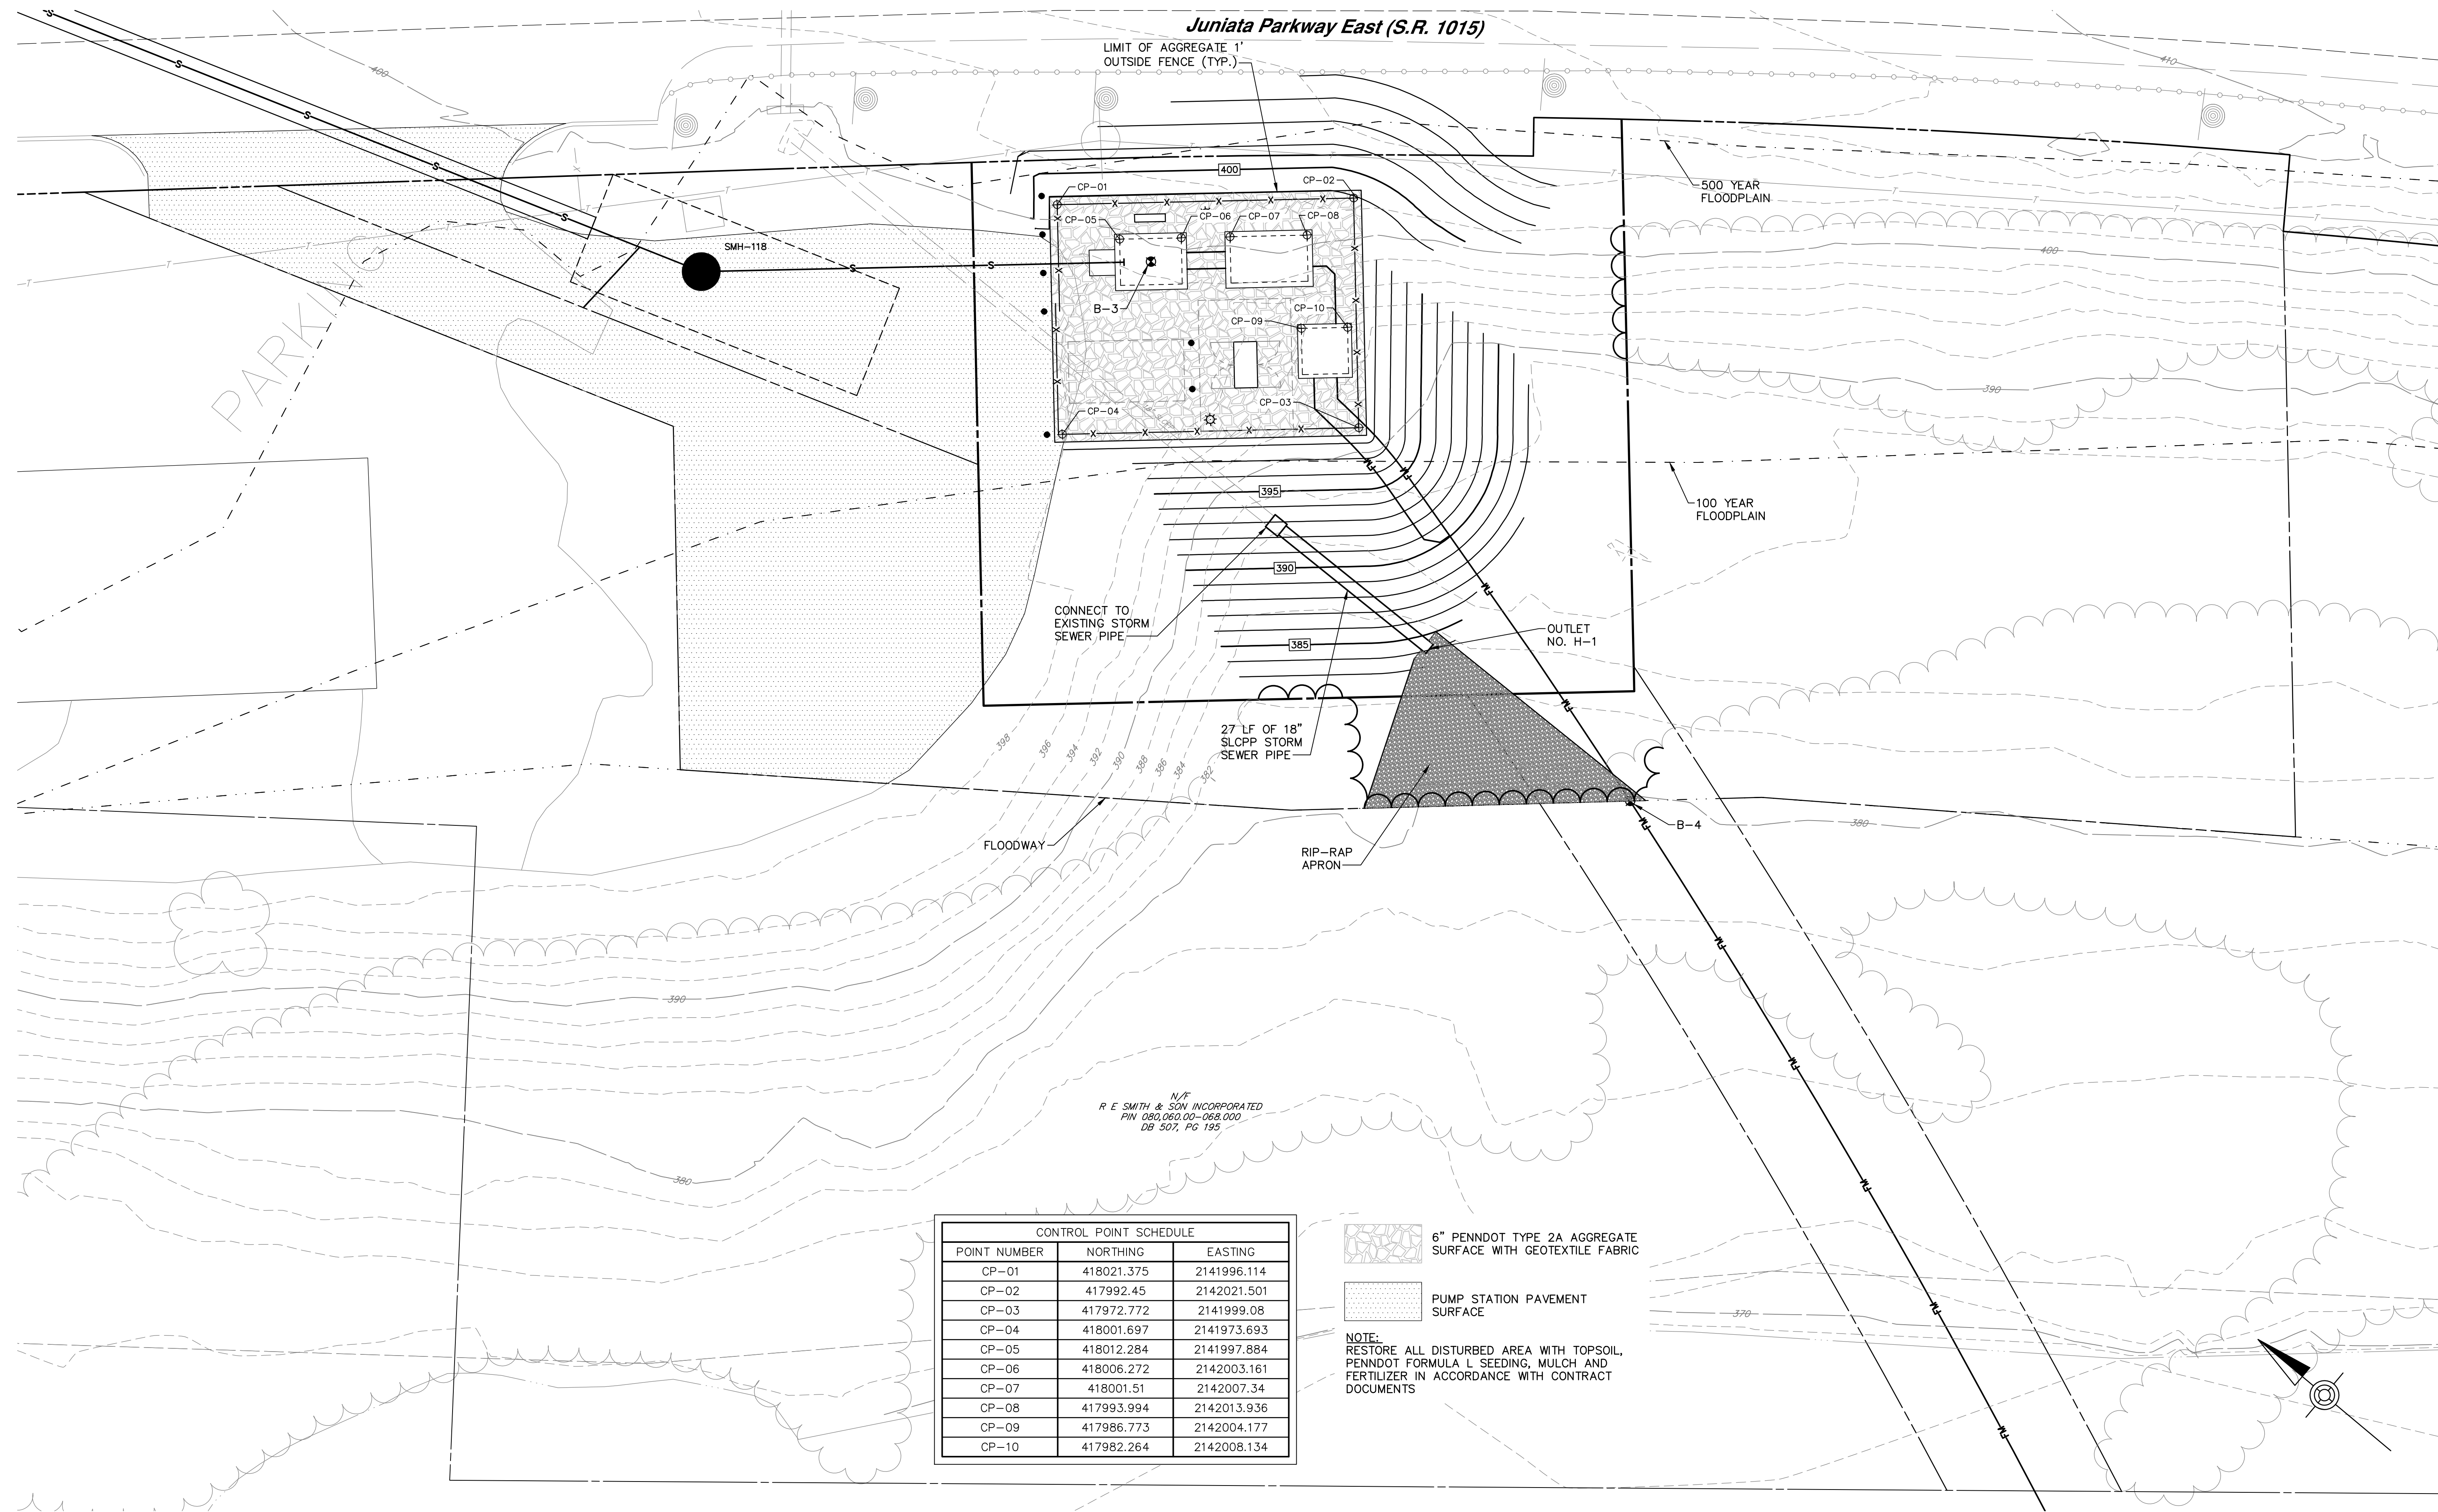 Juniata Parkway East (S.R. 1015)
LIMIT OF AGGREGATE 1'
OUTSIDE FENCE (TYP.)
400
410
500 YEAR
FLOODPLAIN
400
CP-01
CP-02
CP-05
CP-06
CP-07
CP-08
SMH-118
B-3
CP-10
CP-09
CP-03
CP-04
400
390
PARKING
395
100 YEAR
FLOODPLAIN
390
CONNECT TO
EXISTING STORM
SEWER PIPE
OUTLET
NO. H-1
385
27 LF OF 18"
SLCPP STORM
SEWER PIPE
398
396
394
392
390
388
386
384
382
FLOODWAY
RIP-RAP
APRON
B-4
380
390
N/F
R E SMITH & SON INCORPORATED
PIN 080,060.00-068.000
DB 507, PG 195
380
370
CONTROL POINT SCHEDULE
POINT NUMBER NORTHING EASTING
CP-01 418021.375 2141996.114
CP-02 417992.45 2142021.501
CP-03 417972.772 2141999.08
CP-04 418001.697 2141973.693
CP-05 418012.284 2141997.884
CP-06 418006.272 2142003.161
CP-07 418001.51 2142007.34
CP-08 417993.994 2142013.936
CP-09 417986.773 2142004.177
CP-10 417982.264 2142008.134
6" PENNDOT TYPE 2A AGGREGATE
SURFACE WITH GEOTEXTILE FABRIC
PUMP STATION PAVEMENT
SURFACE
NOTE:
RESTORE ALL DISTURBED AREA WITH TOPSOIL,
PENNDOT FORMULA L SEEDING, MULCH AND
FERTILIZER IN ACCORDANCE WITH CONTRACT
DOCUMENTS